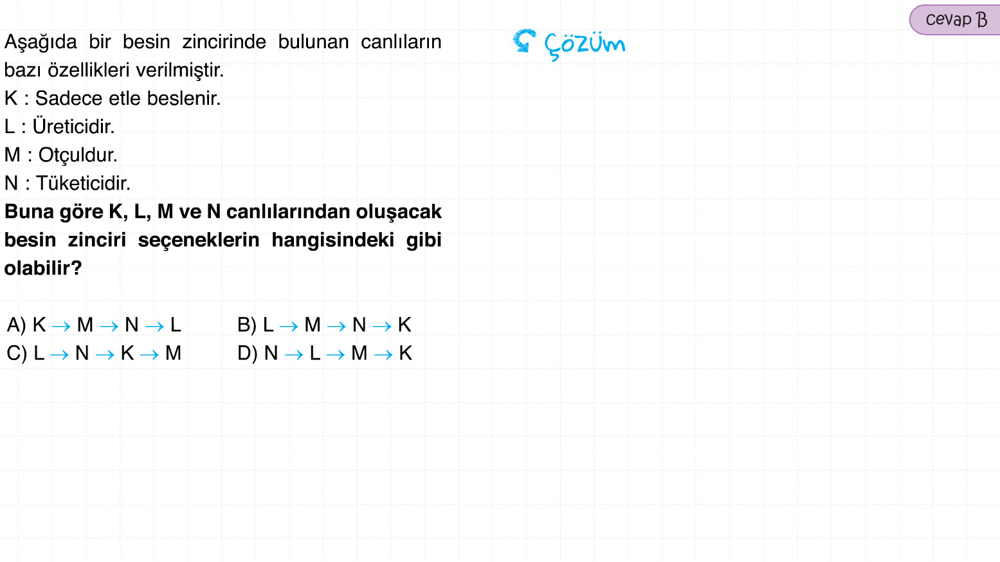 Aşağıda bir besin zincirinde bulunan canlıların
bazı özellikleri verilmiştir.
K : Sadece etle beslenir.
L : Üreticidir.
M : Otçuldur.
N : Tüketicidir.
Buna göre K, L, M ve N canlılarından oluşacak
besin zinciri seçeneklerin hangisindeki gibi
olabilir?
A) K → M → N → L
B) L → M → N → K
C) L → N → K → M
D) N → L → M → K
Çözüm
Cevap B